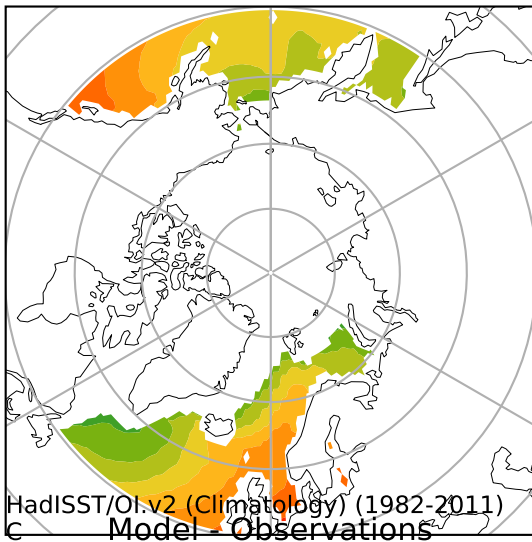 HadISST/OI.v2 (Climatology) (1982-2011)
C Model - Observations